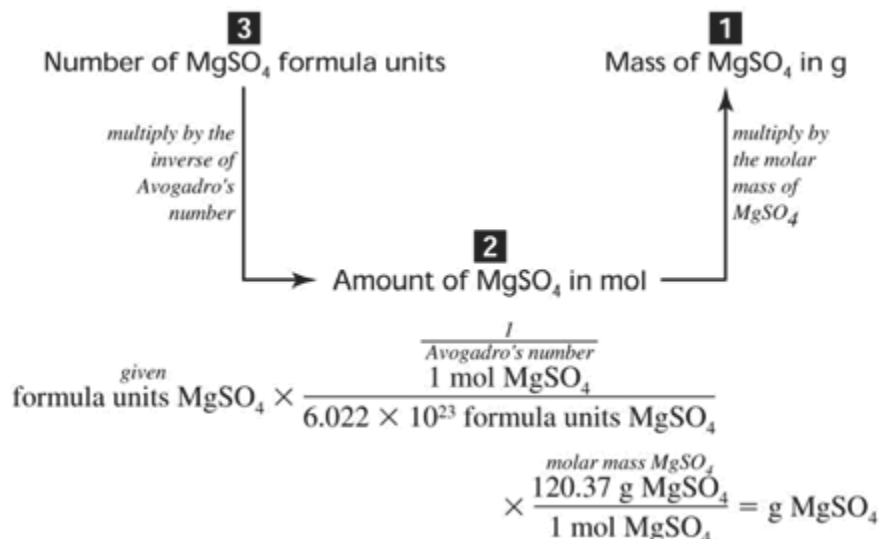 3
Number of MgSO₄ formula units
1
Mass of MgSO₄ in g
multiply by the
inverse of
Avogadro's
number
multiply by
the molar
mass of
MgSO₄
2
Amount of MgSO₄ in mol
given
formula units MgSO₄ ×
1
Avogadro's number
1 mol MgSO₄
6.022 × 10²³ formula units MgSO₄
molar mass MgSO₄
× 120.37 g MgSO₄ = g MgSO₄
1 mol MgSO₄